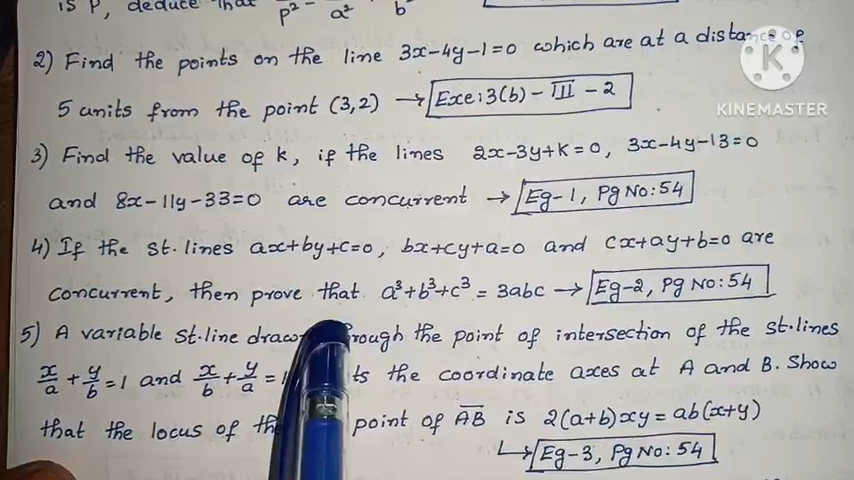 is P, deduce that 1/p² = 1/a² 1/b²
2) Find the points on the line 3x-4y-1=0 which are at a distance of
5 units from the point (3,2) → Exe:3(b) - III - 2
K
KINEMASTER
3) Find the value of k, if the lines 2x-3y+k=0, 3x-4y-13=0
and 8x-11y-33=0 are concurrent → Eg-1, Pg No:54
4) If the st. lines ax+by+c=0, bx+cy+a=0 and cx+ay+b=0 are
concurrent, then prove that a³+b³+c³ = 3abc → Eg-2, Pg No:54
5) A variable st.line through the point of intersection of the st.lines
x/a + y/b = 1 and x/b + y/a = the coordinate axes at A and B. Show
that the locus of point of AB is 2(a+b)xy = ab(x+y)
↳ Eg-3, Pg No:54